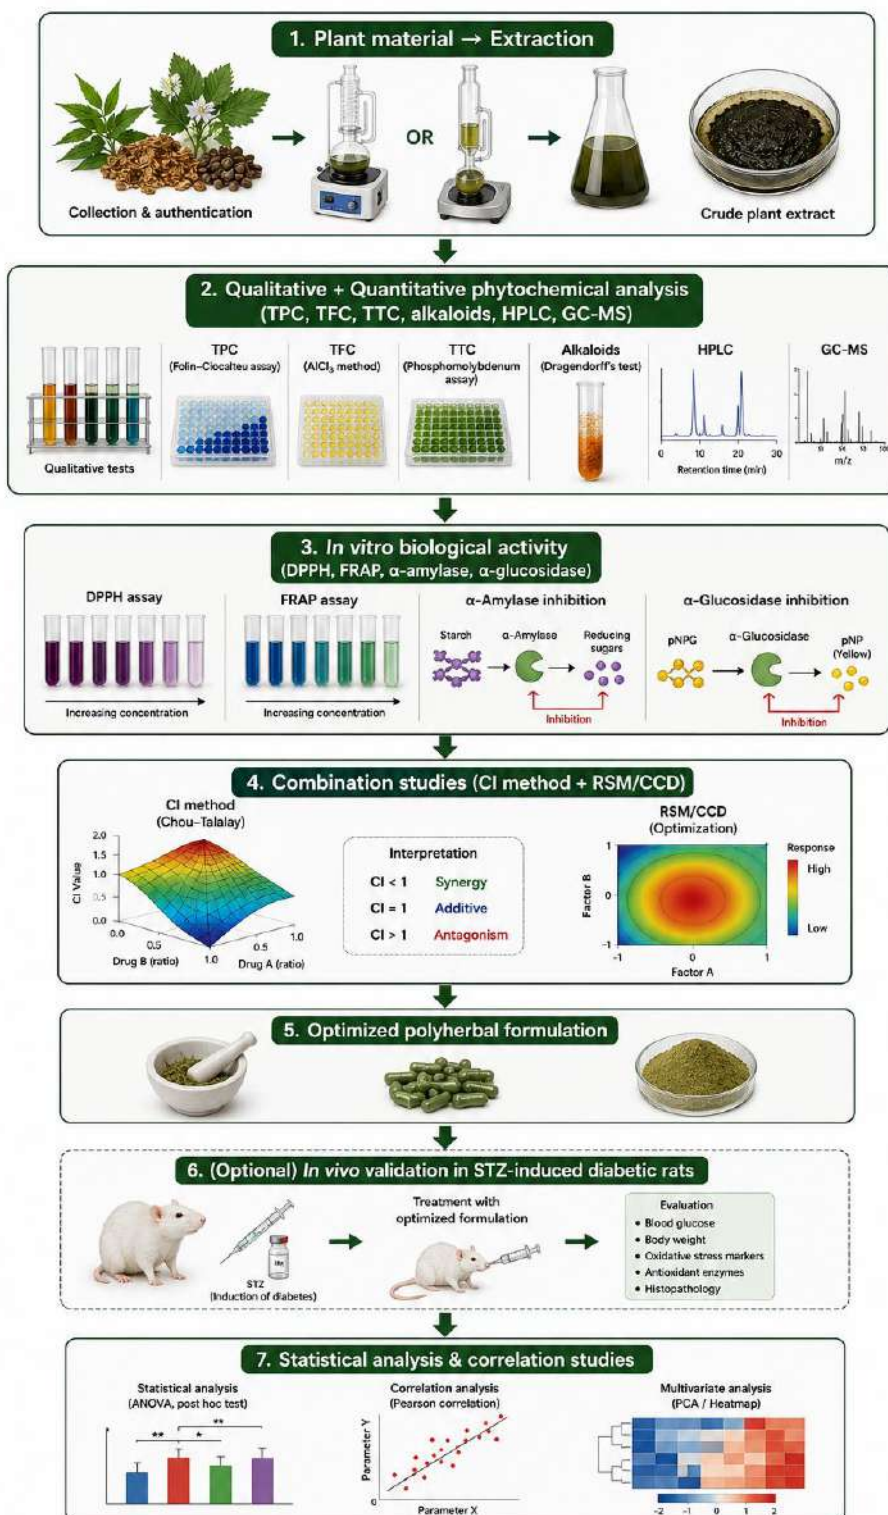 1. Plant material → Extraction
OR
Collection & authentication
Crude plant extract
2. Qualitative + Quantitative phytochemical analysis
(TPC, TFC, TTC, alkaloids, HPLC, GC-MS)
Qualitative tests
TPC
(Folin–Ciocalteu assay)
TFC
(AlCl₃ method)
TTC
(Phosphomolybdenum
assay)
Alkaloids
(Dragendorff's test)
HPLC
0 10 20 30
Retention time (min)
GC-MS
m/z
3. In vitro biological activity
(DPPH, FRAP, α-amylase, α-glucosidase)
DPPH assay
Increasing concentration
FRAP assay
Increasing concentration
α-Amylase inhibition
Starch
α-Amylase
Reducing
sugars
Inhibition
α-Glucosidase inhibition
pNPG
α-Glucosidase
pNP
(Yellow)
Inhibition
4. Combination studies (CI method + RSM/CCD)
CI method
(Chou–Talalay)
CI Value
2.0
1.5
1.0
0.5
0.0
0.0
0.5
1.0
0.5
1.0
Drug B (ratio)
Drug A (ratio)
Interpretation
CI < 1 Synergy
CI = 1 Additive
CI > 1 Antagonism
RSM/CCD
(Optimization)
Factor B
1
0
-1
-1 0 1
Factor A
Response
High
Low
5. Optimized polyherbal formulation
6. (Optional) In vivo validation in STZ-induced diabetic rats
STZ
(Induction of diabetes)
Treatment with
optimized formulation
Evaluation
• Blood glucose
• Body weight
• Oxidative stress markers
• Antioxidant enzymes
• Histopathology
7. Statistical analysis & correlation studies
Statistical analysis
(ANOVA, post hoc test)
**
** *
Correlation analysis
(Pearson correlation)
Parameter Y
0
Parameter X
Multivariate analysis
(PCA / Heatmap)
-2 -1 0 1 2